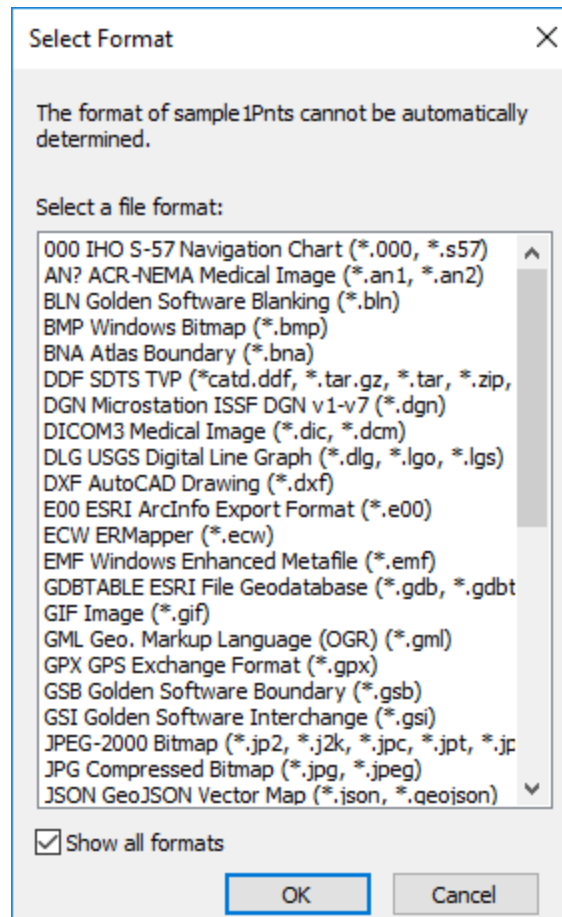 Select Format
The format of sample1Pnts cannot be automatically
determined.
Select a file format:
000 IHO S-57 Navigation Chart (*.000, *.s57)
AN? ACR-NEMA Medical Image (*.an1, *.an2)
BLN Golden Software Blanking (*.bln)
BMP Windows Bitmap (*.bmp)
BNA Atlas Boundary (*.bna)
DDF SDTS TVP (*catd.ddf, *.tar.gz, *.tar, *.zip,
DGN Microstation ISSF DGN v1-v7 (*.dgn)
DICOM3 Medical Image (*.dic, *.dcm)
DLG USGS Digital Line Graph (*.dlg, *.lgo, *.lgs)
DXF AutoCAD Drawing (*.dxf)
E00 ESRI ArcInfo Export Format (*.e00)
ECW ERMapper (*.ecw)
EMF Windows Enhanced Metafile (*.emf)
GDBTABLE ESRI File Geodatabase (*.gdb, *.gdbt
GIF Image (*.gif)
GML Geo. Markup Language (OGR) (*.gml)
GPX GPS Exchange Format (*.gpx)
GSB Golden Software Boundary (*.gsb)
GSI Golden Software Interchange (*.gsi)
JPEG-2000 Bitmap (*.jp2, *.j2k, *.jpc, *.jpt, *.jp
JPG Compressed Bitmap (*.jpg, *.jpeg)
JSON GeoJSON Vector Map (*.json, *.geojson)
Show all formats
OK Cancel